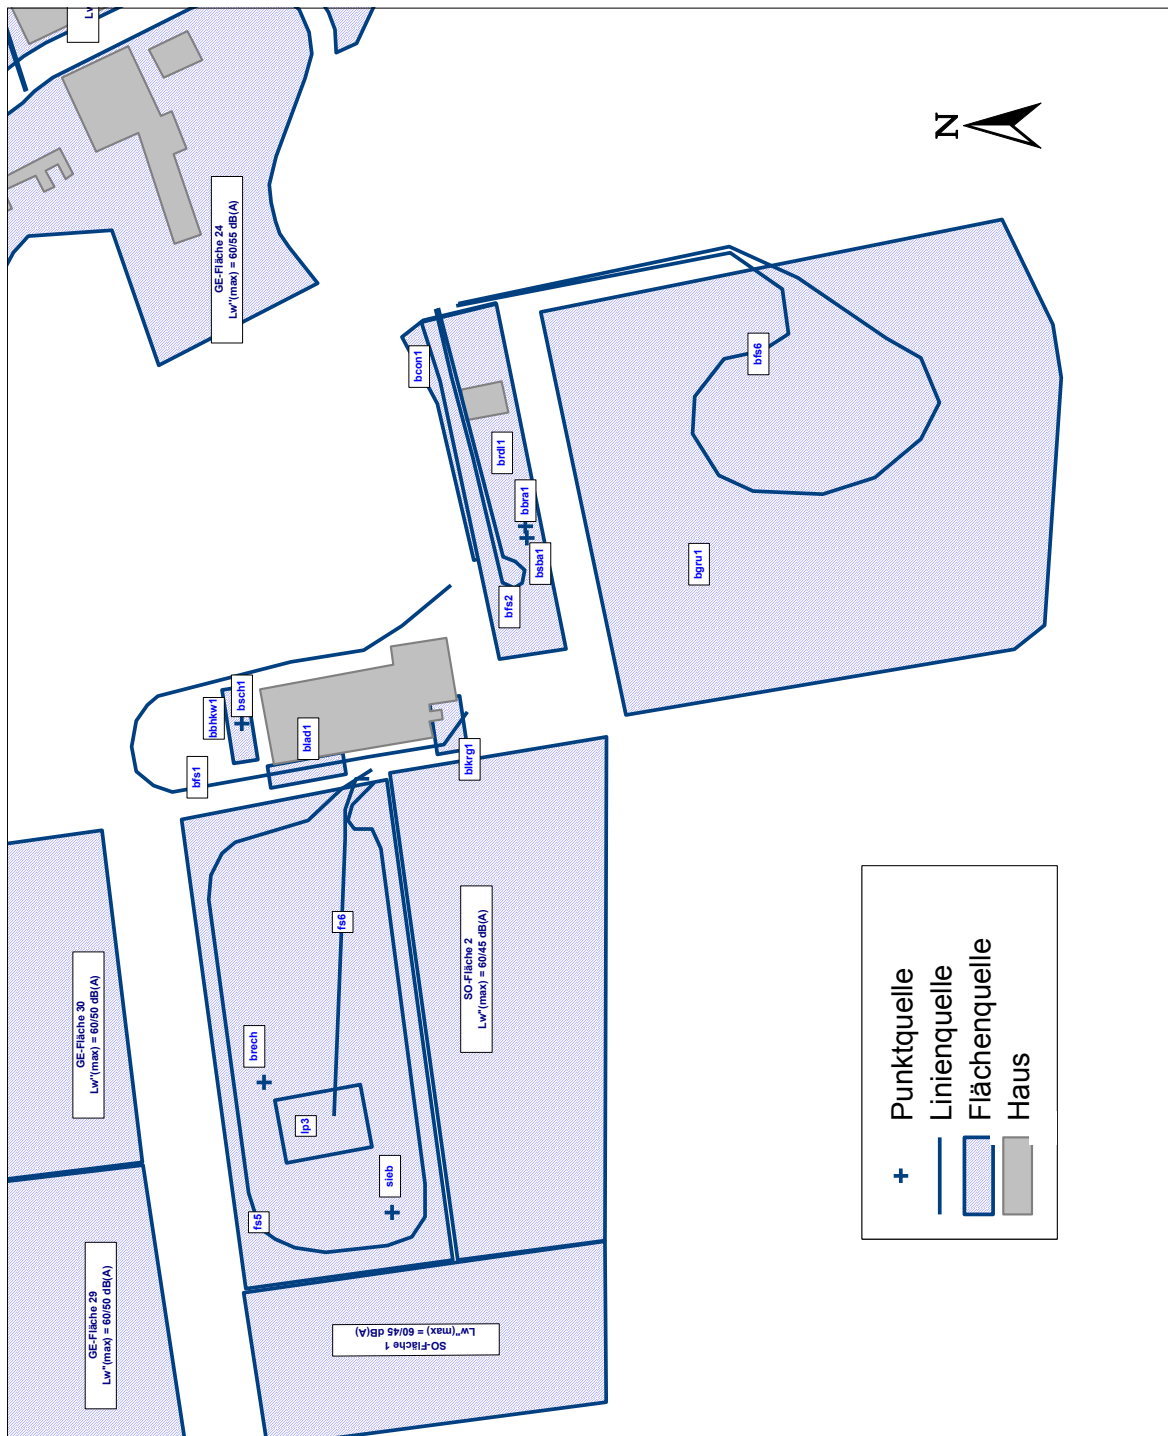 Lw
GE-Fläche 24
Lw"(max) = 60/55 dB(A)
N
bcon1
bfs6
brdl1
bbra1
bsba1
bgru1
bfs2
bbhkw1
bsch1
blad1
blkrg1
bfs1
GE-Fläche 30
Lw"(max) = 60/50 dB(A)
fs6
SO-Fläche 2
Lw"(max) = 60/45 dB(A)
brech
lp3
sieb
fs5
GE-Fläche 29
Lw"(max) = 60/50 dB(A)
SO-Fläche 1
Lw"(max) = 60/45 dB(A)
Punktquelle
Linienquelle
Flächenquelle
Haus